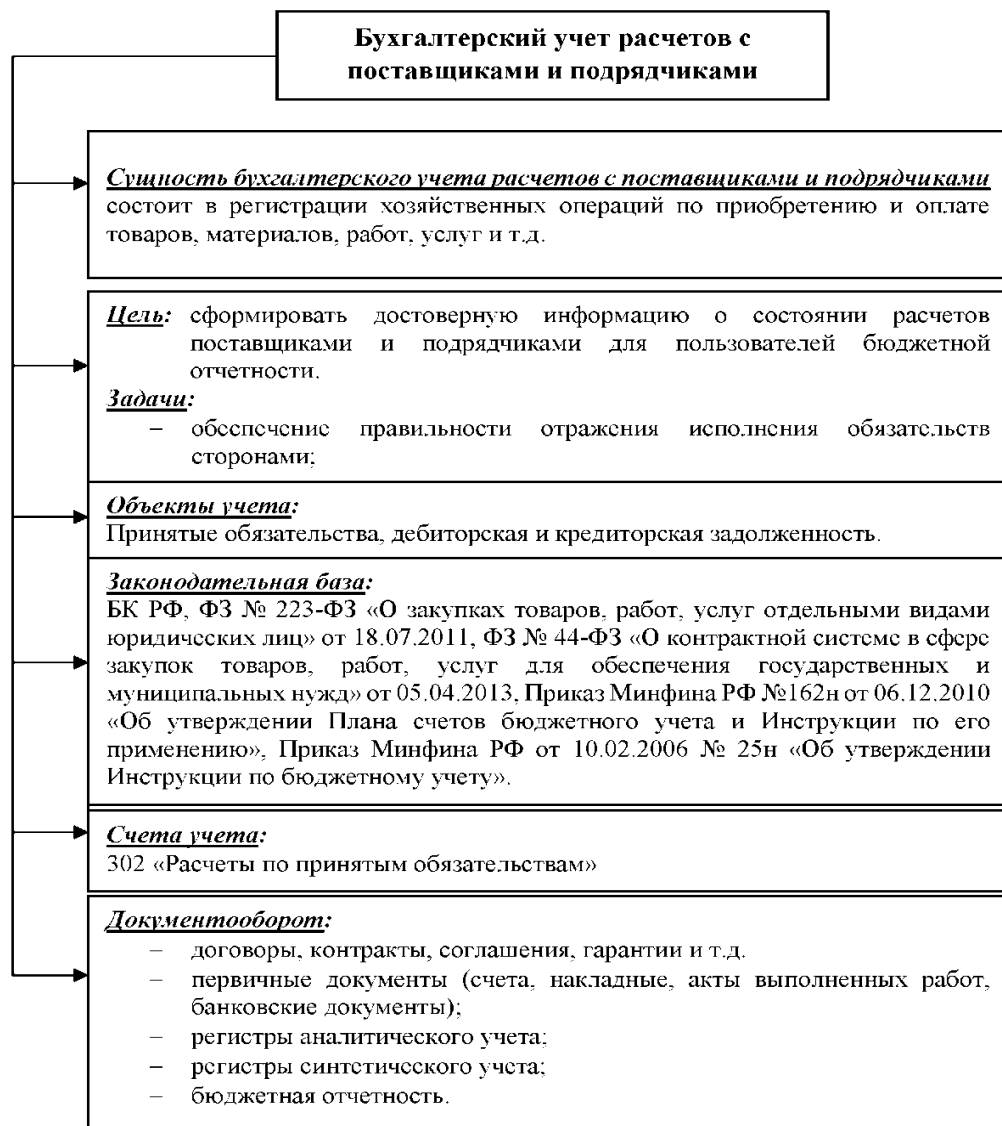 Бухгалтерский учет расчетов с
поставщиками и подрядчиками
Сущность бухгалтерского учета расчетов с поставщиками и подрядчиками
состоит в регистрации хозяйственных операций по приобретению и оплате
товаров, материалов, работ, услуг и т.д.
Цель: сформировать достоверную информацию о состоянии расчетов
поставщиками и подрядчиками для пользователей бюджетной
отчетности.
Задачи:
– обеспечение правильности отражения исполнения обязательств
сторонами;
Объекты учета:
Принятые обязательства, дебиторская и кредиторская задолженность.
Законодательная база:
БК РФ, ФЗ № 223-ФЗ «О закупках товаров, работ, услуг отдельными видами
юридических лиц» от 18.07.2011, ФЗ № 44-ФЗ «О контрактной системе в сфере
закупок товаров, работ, услуг для обеспечения государственных и
муниципальных нужд» от 05.04.2013, Приказ Минфина РФ №162н от 06.12.2010
«Об утверждении Плана счетов бюджетного учета и Инструкции по его
применению», Приказ Минфина РФ от 10.02.2006 № 25н «Об утверждении
Инструкции по бюджетному учету».
Счета учета:
302 «Расчеты по принятым обязательствам»
Документооборот:
– договоры, контракты, соглашения, гарантии и т.д.
– первичные документы (счета, накладные, акты выполненных работ,
банковские документы);
– регистры аналитического учета;
– регистры синтетического учета;
– бюджетная отчетность.